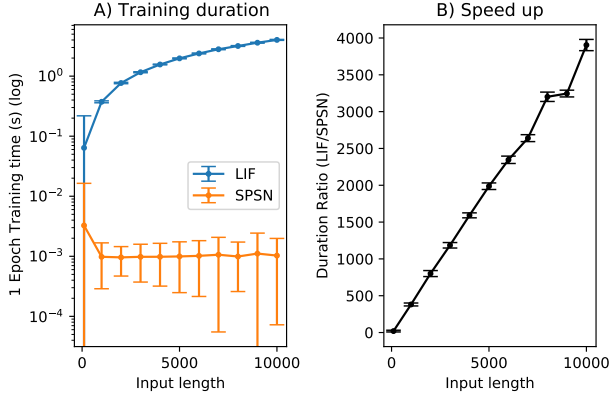 A) Training duration
1 Epoch Training time (s) (log)
10⁰
10⁻¹
10⁻²
10⁻³
10⁻⁴
LIF
SPSN
0
5000
10000
Input length
B) Speed up
Duration Ratio (LIF/SPSN)
4000
3500
3000
2500
2000
1500
1000
500
0
0
5000
10000
Input length